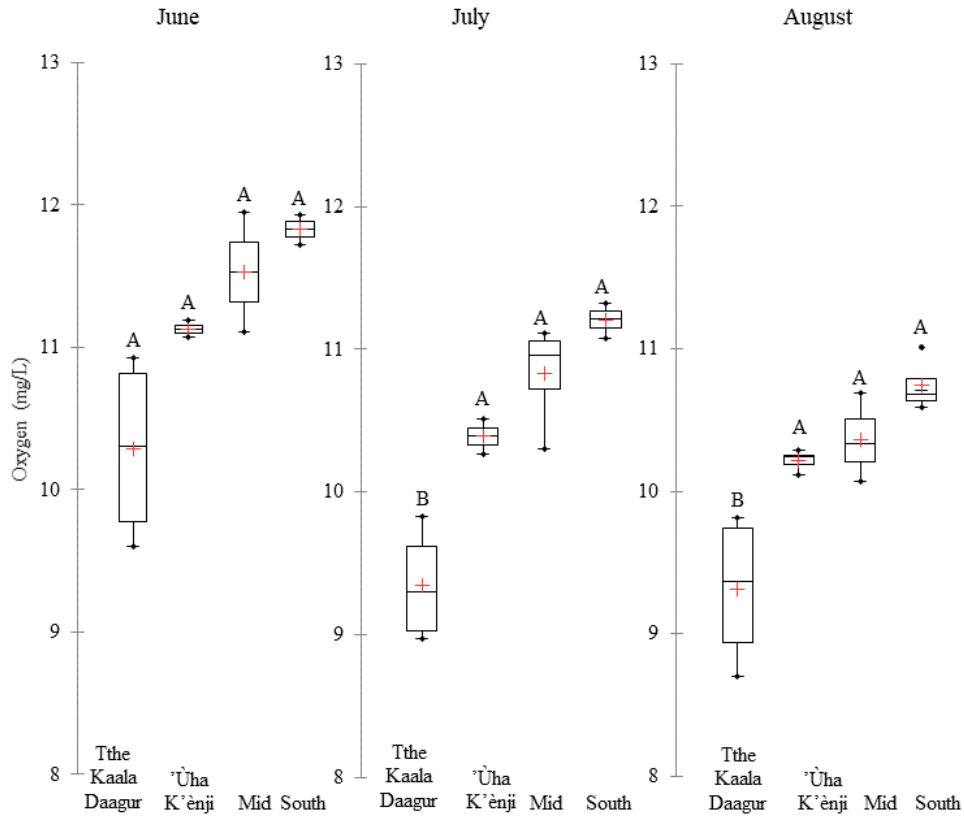 June
July
August
Oxygen (mg/L)
13
12
11
10
9
8
A
A
A
A
Tthe
Kaala
Daagur
’Ùha
K’ènji
Mid
South
13
12
11
10
9
8
B
A
A
A
Tthe
Kaala
Daagur
’Ùha
K’ènji
Mid
South
13
12
11
10
9
8
B
A
A
A
Tthe
Kaala
Daagur
’Ùha
K’ènji
Mid
South